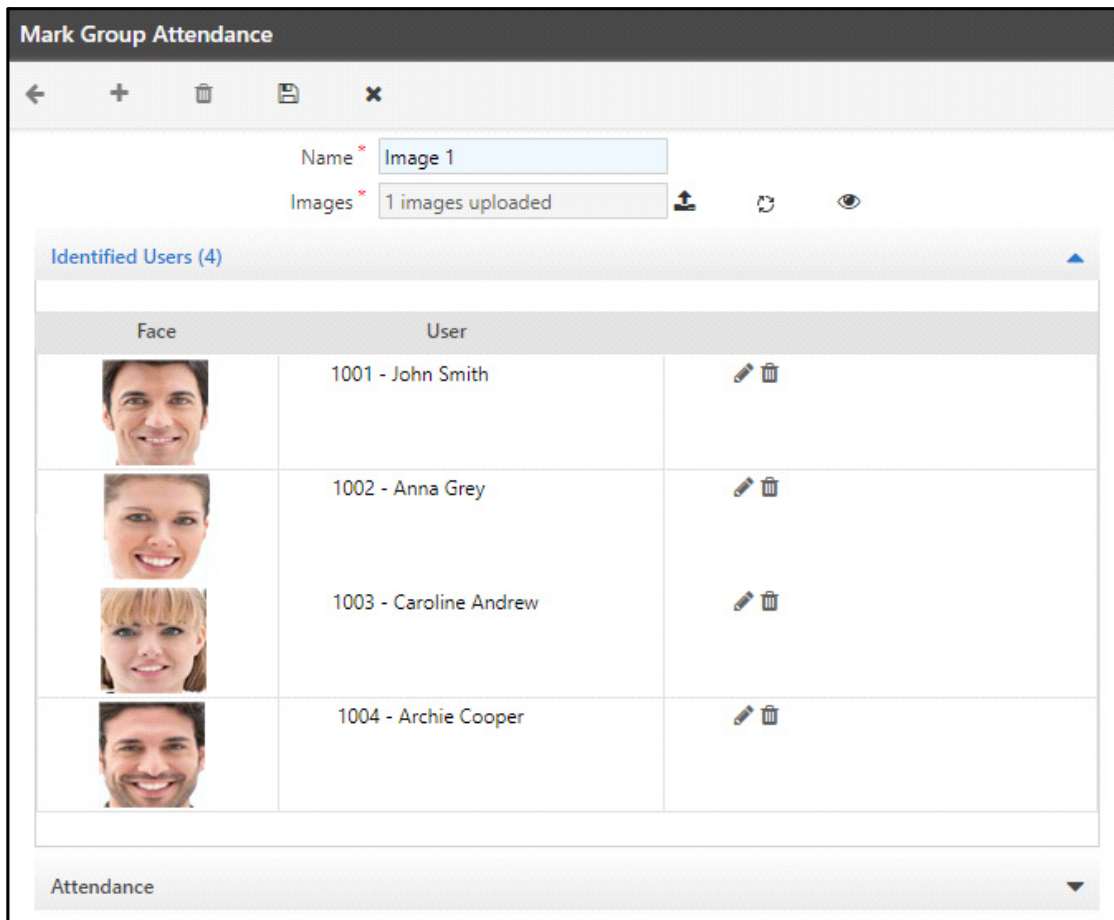 Mark Group Attendance
Name *
Image 1
Images *
1 images uploaded
Identified Users (4)
Face User
1001 - John Smith
1002 - Anna Grey
1003 - Caroline Andrew
1004 - Archie Cooper
Attendance